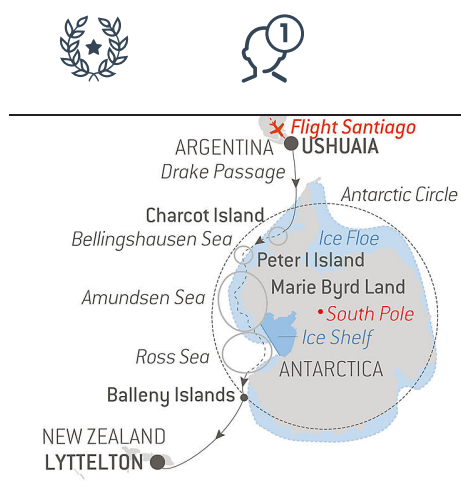 1
Flight Santiago
ARGENTINA
USHUAIA
Drake Passage
Antarctic Circle
Charcot Island
Bellingshausen Sea
Ice Floe
Peter I Island
Marie Byrd Land
Amundsen Sea
South Pole
Ice Shelf
Ross Sea
ANTARCTICA
Balleny Islands
NEW ZEALAND
LYTTELTON